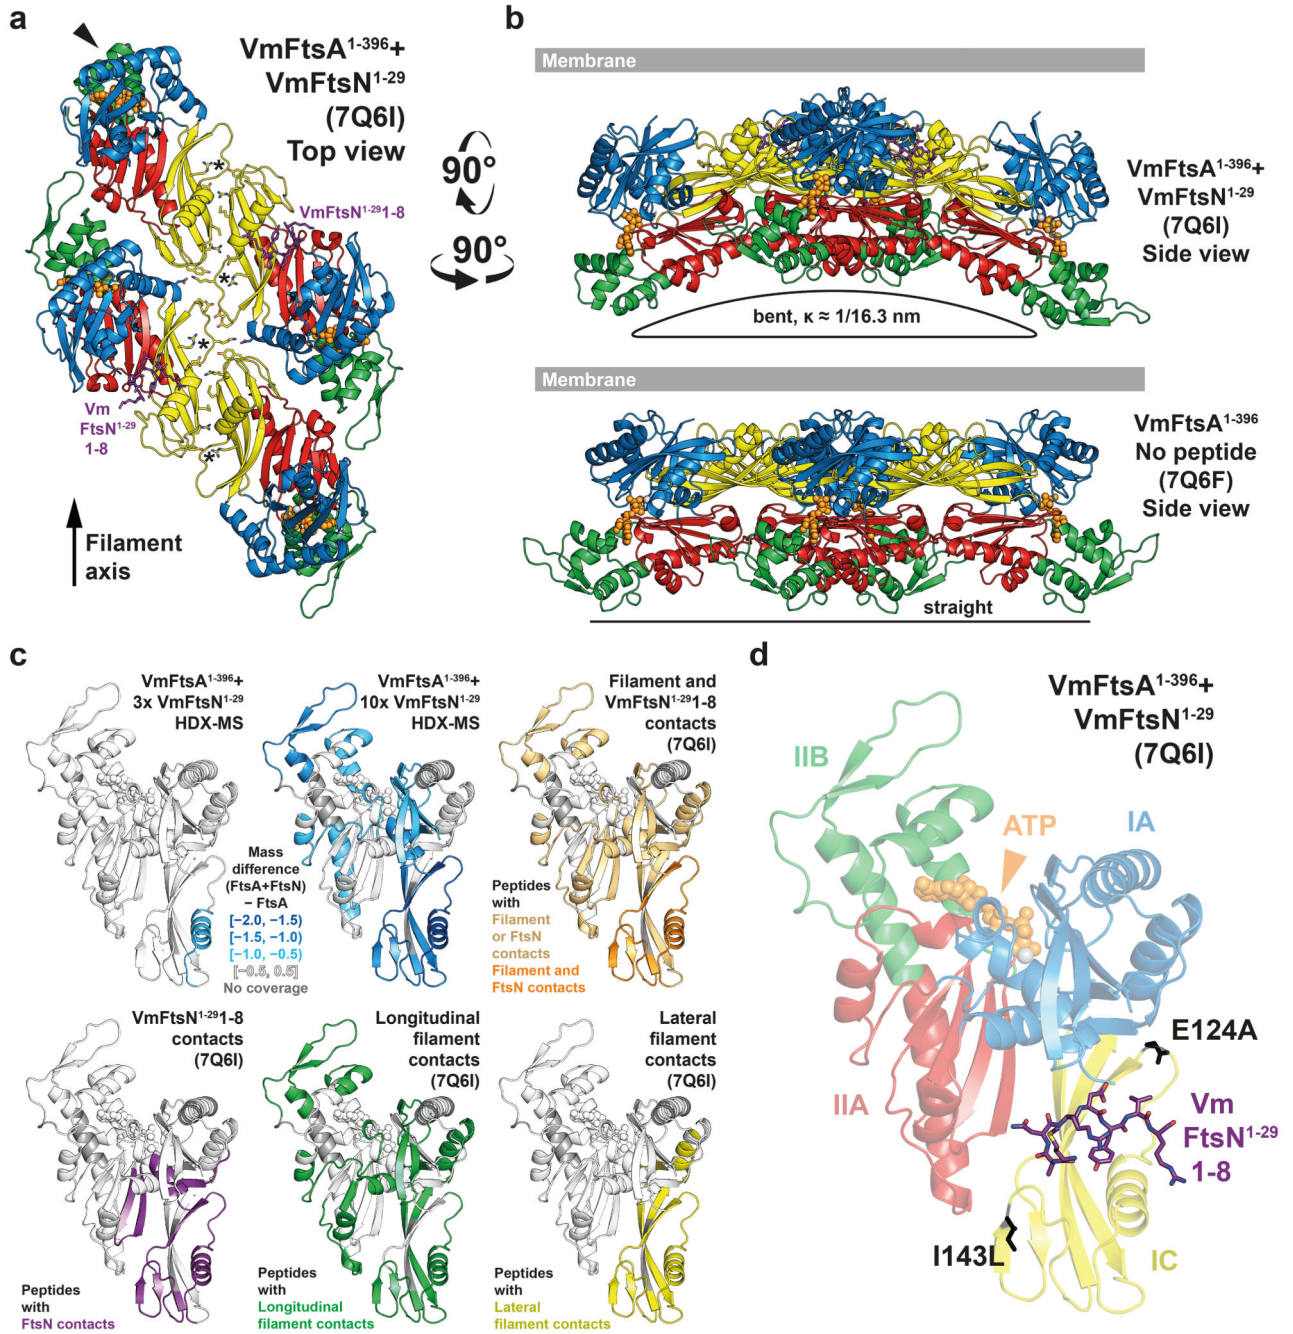 a
VmFtsA¹⁻³⁹⁶+
VmFtsN¹⁻²⁹
(7Q6I)
Top view
*
VmFtsN¹⁻²⁹1-8
*
*
Vm
FtsN¹⁻²⁹
1-8
*
Filament
axis
90°
90°
b
Membrane
VmFtsA¹⁻³⁹⁶+
VmFtsN¹⁻²⁹
(7Q6I)
Side view
bent, κ ≈ 1/16.3 nm
Membrane
VmFtsA¹⁻³⁹⁶
No peptide
(7Q6F)
Side view
straight
c
VmFtsA¹⁻³⁹⁶+
3x VmFtsN¹⁻²⁹
HDX-MS
VmFtsA¹⁻³⁹⁶+
10x VmFtsN¹⁻²⁹
HDX-MS
Filament and
VmFtsN¹⁻²⁹1-8
contacts
(7Q6I)
Mass
difference
(FtsA+FtsN)
− FtsA
[−2.0, −1.5)
[−1.5, −1.0)
[−1.0, −0.5)
[−0.5, 0.5]
No coverage
Peptides
with
Filament
or FtsN
contacts
Filament and
FtsN contacts
VmFtsN¹⁻²⁹1-8
contacts
(7Q6I)
Longitudinal
filament
contacts
(7Q6I)
Lateral
filament
contacts
(7Q6I)
Peptides
with
FtsN contacts
Peptides
with
Longitudinal
filament contacts
Peptides
with
Lateral
filament contacts
d
VmFtsA¹⁻³⁹⁶+
VmFtsN¹⁻²⁹
(7Q6I)
IIB
ATP
IA
E124A
IIA
Vm
FtsN¹⁻²⁹
1-8
I143L
IC